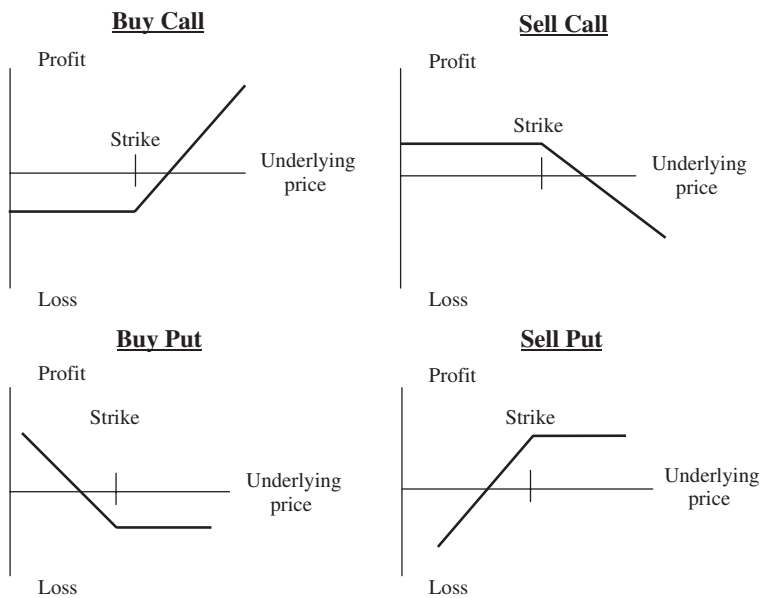 Buy Call
Profit
Strike
Underlying
price
Loss
Sell Call
Profit
Strike
Underlying
price
Loss
Buy Put
Profit
Strike
Underlying
price
Loss
Sell Put
Profit
Strike
Underlying
price
Loss